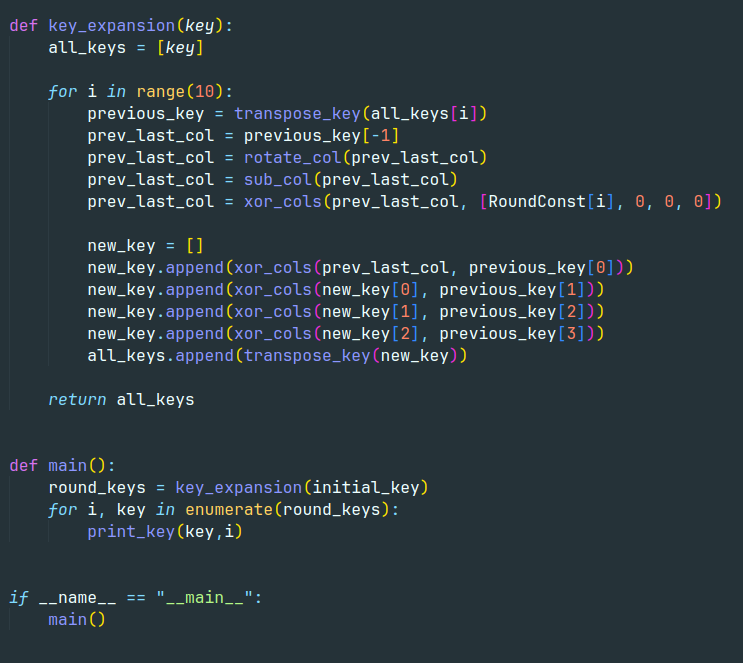 def key_expansion(key):
    all_keys = [key]

    for i in range(10):
        previous_key = transpose_key(all_keys[i])
        prev_last_col = previous_key[-1]
        prev_last_col = rotate_col(prev_last_col)
        prev_last_col = sub_col(prev_last_col)
        prev_last_col = xor_cols(prev_last_col, [RoundConst[i], 0, 0, 0])

        new_key = []
        new_key.append(xor_cols(prev_last_col, previous_key[0]))
        new_key.append(xor_cols(new_key[0], previous_key[1]))
        new_key.append(xor_cols(new_key[1], previous_key[2]))
        new_key.append(xor_cols(new_key[2], previous_key[3]))
        all_keys.append(transpose_key(new_key))

    return all_keys


def main():
    round_keys = key_expansion(initial_key)
    for i, key in enumerate(round_keys):
        print_key(key,i)


if __name__ == "__main__":
    main()